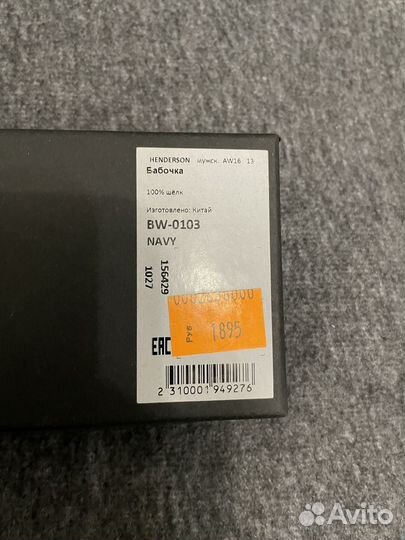 HENDERSON мужск. AW16 13
Бабочка
100% шёлк
Изготовлено: Китай
BW-0103
NAVY
156429
1027
Руб 1895
EAC
2 310001 949276
Avito